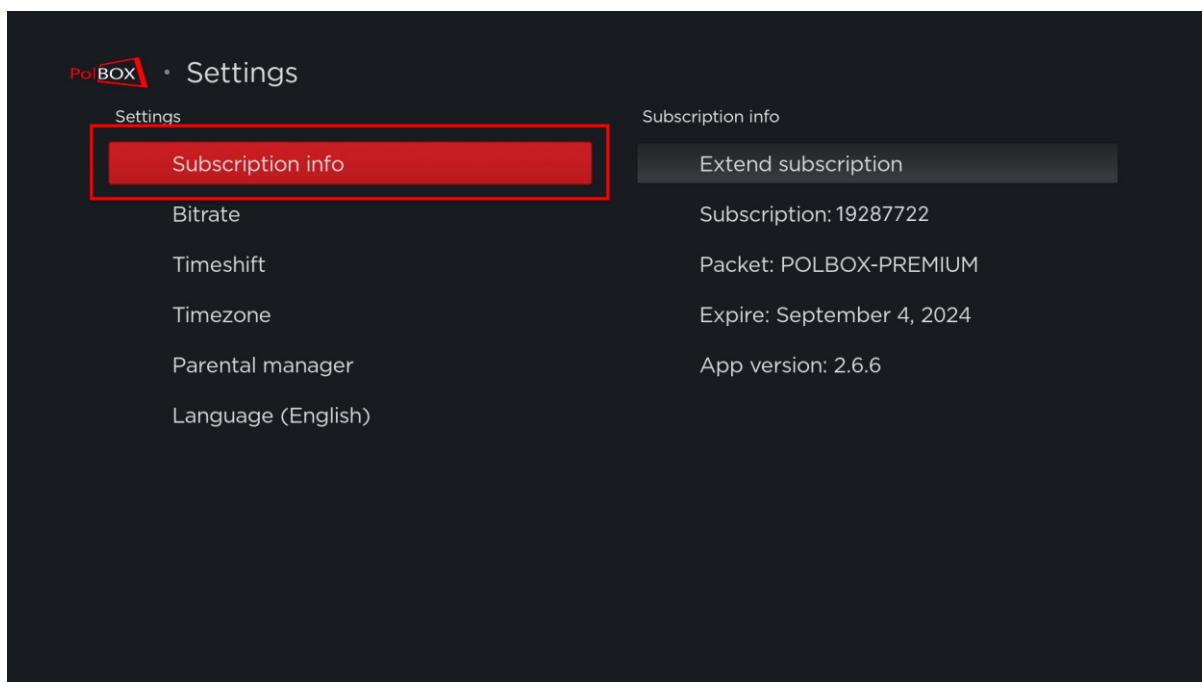 PolBOX • Settings
Settings
Subscription info
Bitrate
Timeshift
Timezone
Parental manager
Language (English)
Subscription info
Extend subscription
Subscription: 19287722
Packet: POLBOX-PREMIUM
Expire: September 4, 2024
App version: 2.6.6